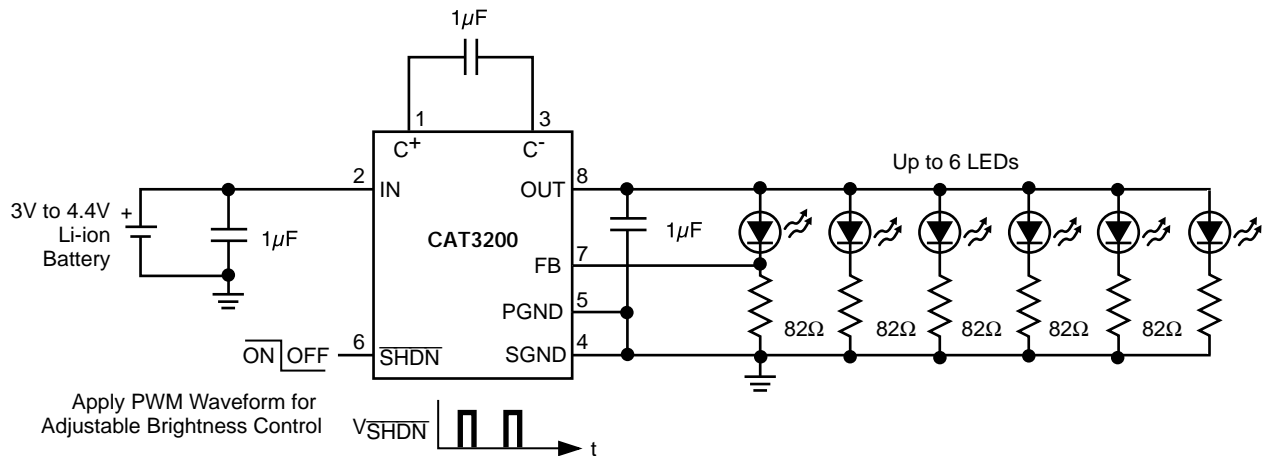 1µF
1
3
C+
C-
2
IN
OUT
8
Up to 6 LEDs
3V to 4.4V
Li-ion
Battery
+
1µF
CAT3200
1µF
FB
7
PGND
5
82Ω 82Ω 82Ω 82Ω 82Ω
ON OFF
6
SHDN
SGND
4
Apply PWM Waveform for
Adjustable Brightness Control
VSHDN
t